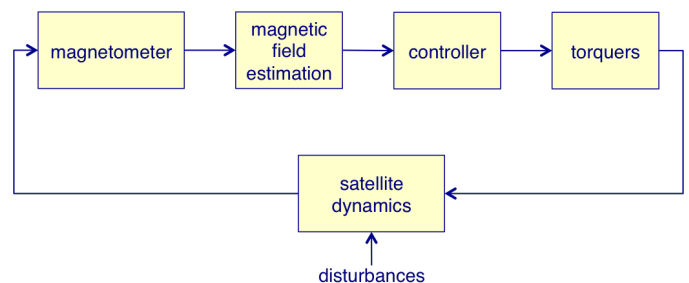 magnetometer
magnetic
field
estimation
controller
torquers
satellite
dynamics
disturbances